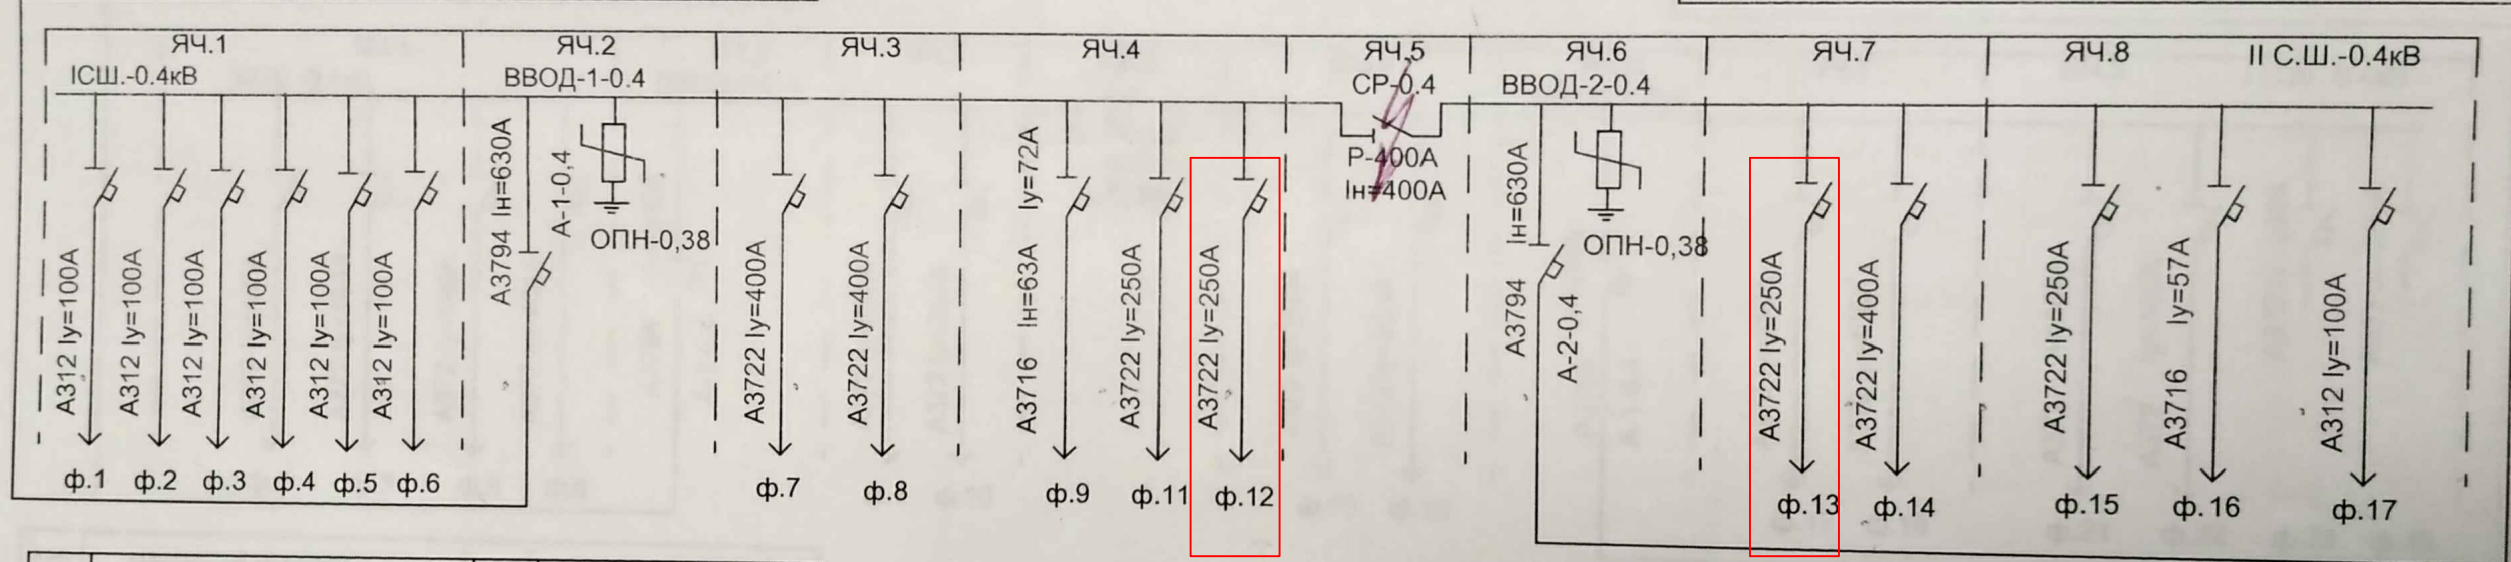 ЯЧ.1
ЯЧ.2
ЯЧ.3
ЯЧ.4
ЯЧ.5
ЯЧ.6
ЯЧ.7
ЯЧ.8
IСШ.-0.4кВ
ВВОД-1-0.4
СР-0.4
ВВОД-2-0.4
II С.Ш.-0.4кВ
А312 Iу=100А
А312 Iу=100А
А312 Iу=100А
А312 Iу=100А
А312 Iу=100А
А312 Iу=100А
А3794 Iн=630А
А-1-0,4
ОПН-0,38
А3722 Iу=400А
А3722 Iу=400А
А3716 Iн=63А Iу=72А
А3722 Iу=250А
А3722 Iу=250А
Р-400А
Iн=400А
А3794 Iн=630А
А-2-0,4
ОПН-0,38
А3722 Iу=250А
А3722 Iу=400А
А3722 Iу=250А
А3716 Iу=57А
А312 Iу=100А
ф.1
ф.2
ф.3
ф.4
ф.5
ф.6
ф.7
ф.8
ф.9
ф.11
ф.12
ф.13
ф.14
ф.15
ф.16
ф.17